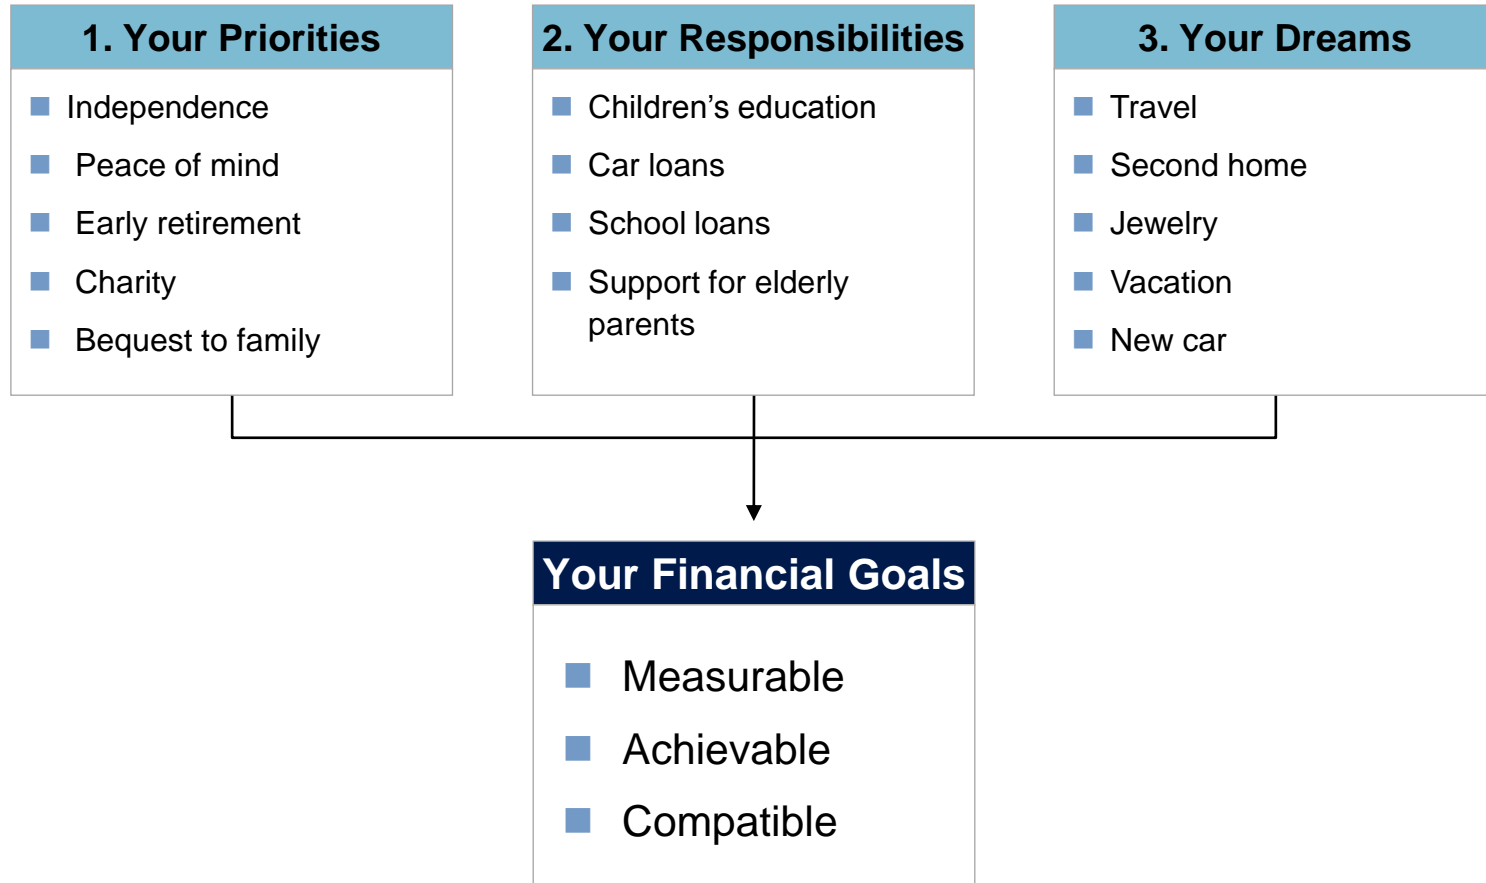 1. Your Priorities
Independence
Peace of mind
Early retirement
Charity
Bequest to family
2. Your Responsibilities
Children’s education
Car loans
School loans
Support for elderly
parents
3. Your Dreams
Travel
Second home
Jewelry
Vacation
New car
Your Financial Goals
Measurable
Achievable
Compatible